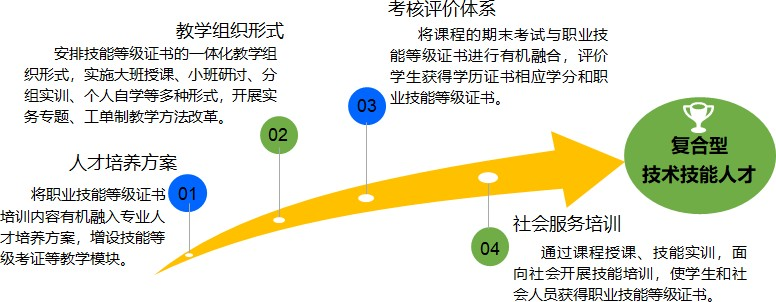 考核评价体系
将课程的期末考试与职业技
能等级证书进行有机融合，评价
学生获得学历证书相应学分和职
业技能等级证书。
03
教学组织形式
安排技能等级证书的一体化教学组
织形式，实施大班授课、小班研讨、分
组实训、个人自学等多种形式，开展实
务专题、工单制教学方法改革。
02
人才培养方案
将职业技能等级证书
培训内容有机融入专业人
才培养方案，增设技能等
级考证等教学模块。
01
复合型
技术技能人才
社会服务培训
04
通过课程授课、技能实训，面
向社会开展技能培训，使学生和社
会人员获得职业技能等级证书。